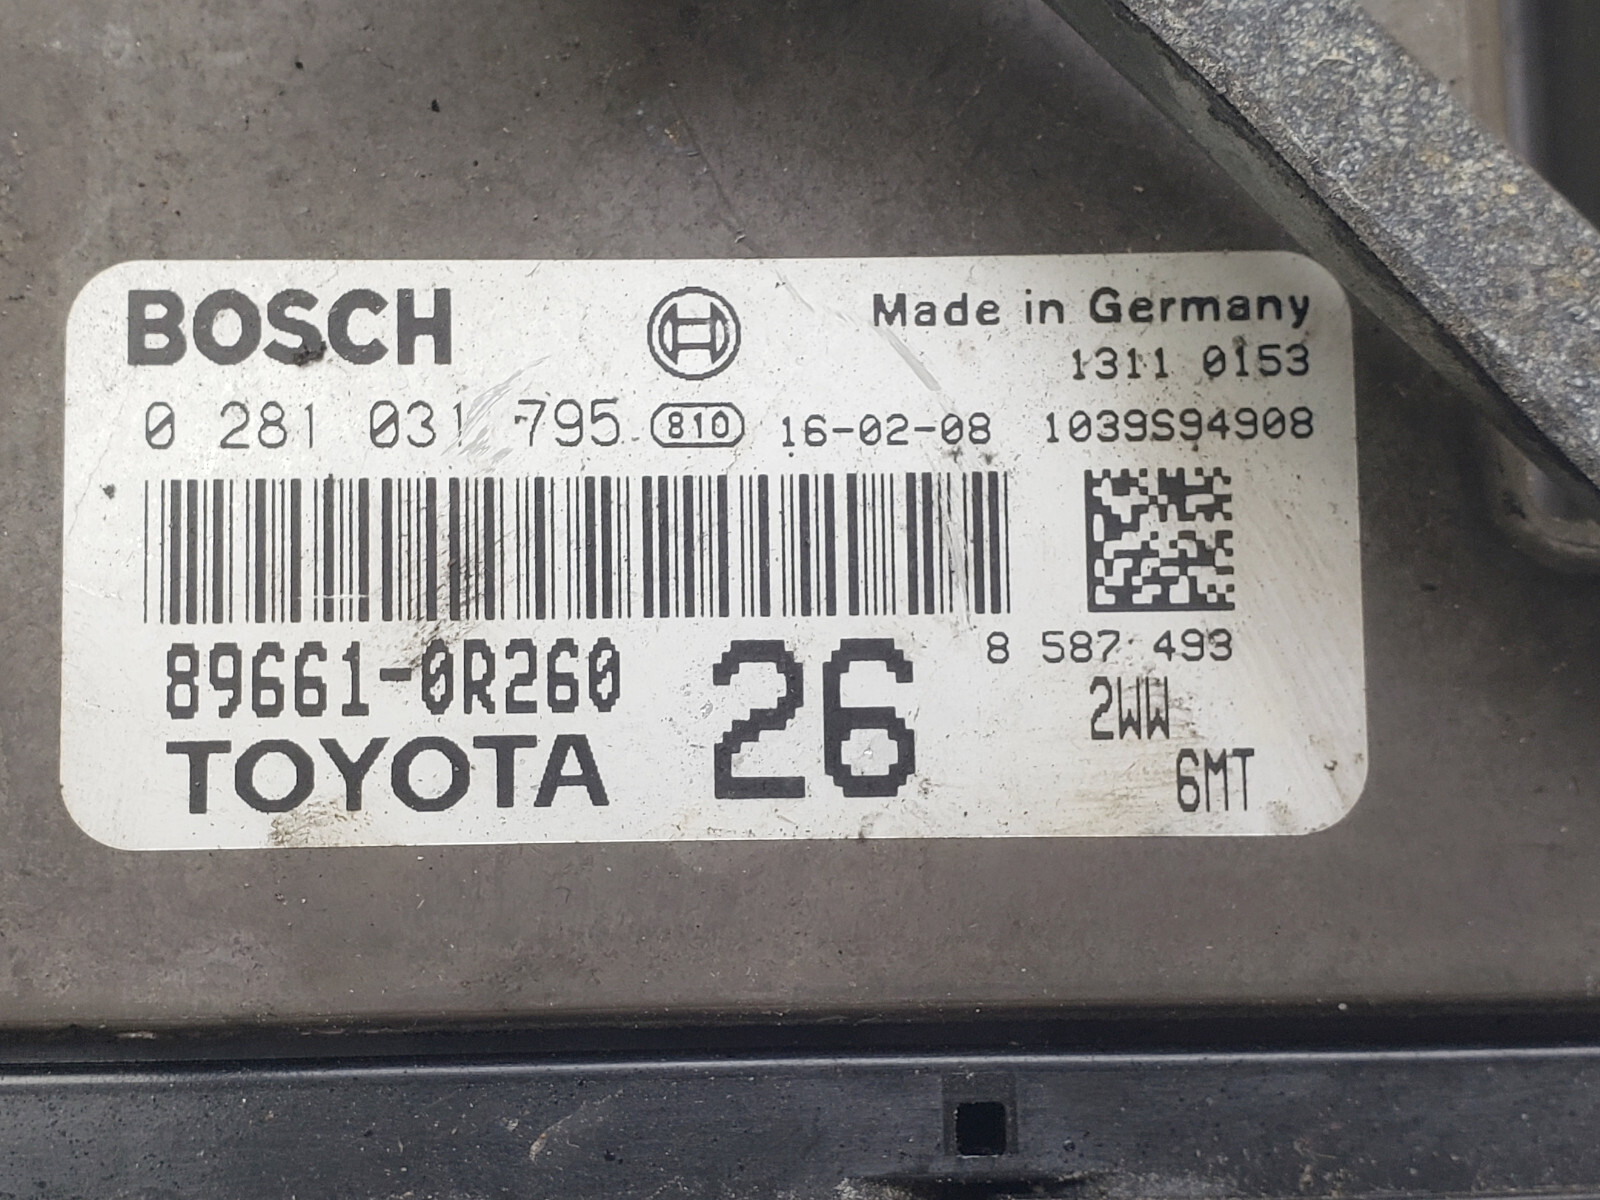 BOSCH
Made in Germany
1311 0153
0 281 031 795 810 16-02-08 1039S94908
8 587 493
89661-0R260 26 2WW
TOYOTA 6MT